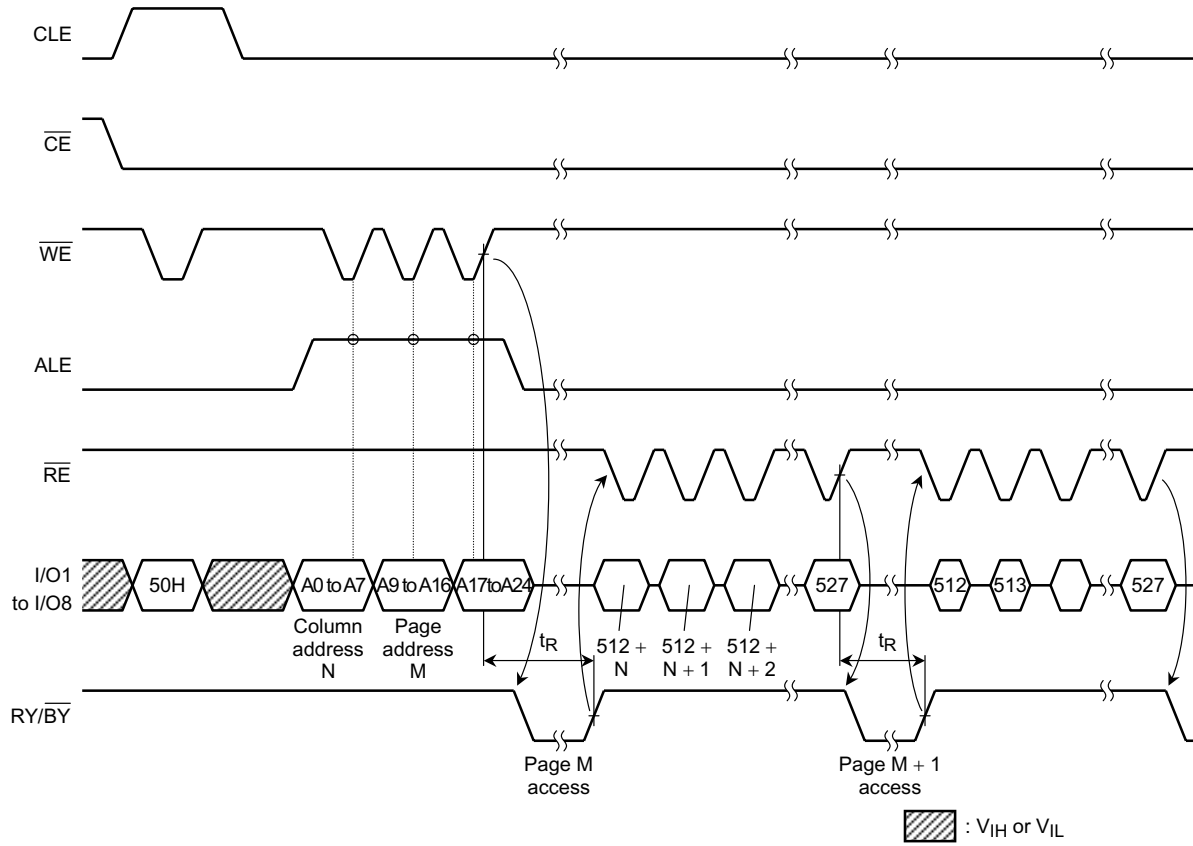 CLE
CE
WE
ALE
RE
I/O1
to I/O8
50H
A0 to A7
A9 to A16
A17 to A24
527
512
513
527
Column
address
N
Page
address
M
tR
512 +
N
512 +
N + 1
512 +
N + 2
tR
RY/BY
Page M
access
Page M + 1
access
: VIH or VIL